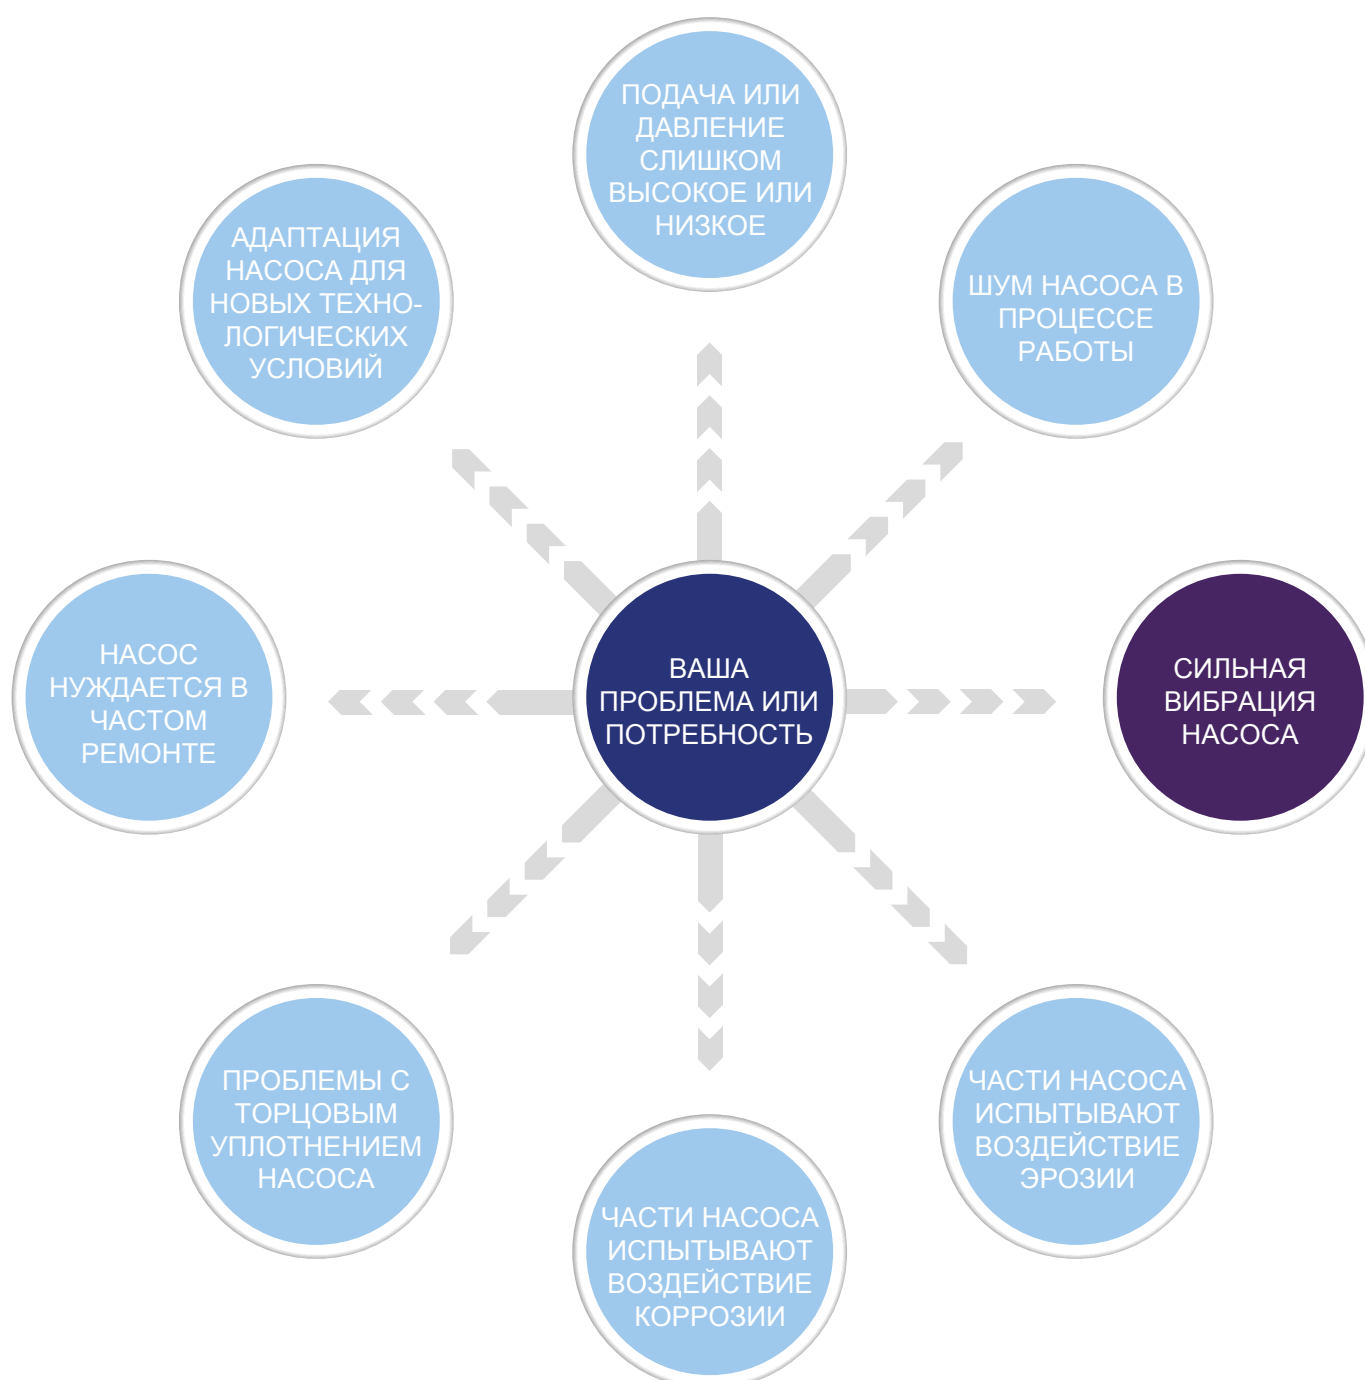 ПОДАЧА ИЛИ
ДАВЛЕНИЕ
СЛИШКОМ
ВЫСОКОЕ ИЛИ
НИЗКОЕ
АДАПТАЦИЯ
НАСОСА ДЛЯ
НОВЫХ ТЕХНО-
ЛОГИЧЕСКИХ
УСЛОВИЙ
ШУМ НАСОСА В
ПРОЦЕССЕ
РАБОТЫ
НАСОС
НУЖДАЕТСЯ В
ЧАСТОМ
РЕМОНТЕ
ВАША
ПРОБЛЕМА ИЛИ
ПОТРЕБНОСТЬ
СИЛЬНАЯ
ВИБРАЦИЯ
НАСОСА
ПРОБЛЕМЫ С
ТОРЦОВЫМ
УПЛОТНЕНИЕМ
НАСОСА
ЧАСТИ НАСОСА
ИСПЫТЫВАЮТ
ВОЗДЕЙСТВИЕ
ЭРОЗИИ
ЧАСТИ НАСОСА
ИСПЫТЫВАЮТ
ВОЗДЕЙСТВИЕ
КОРРОЗИИ